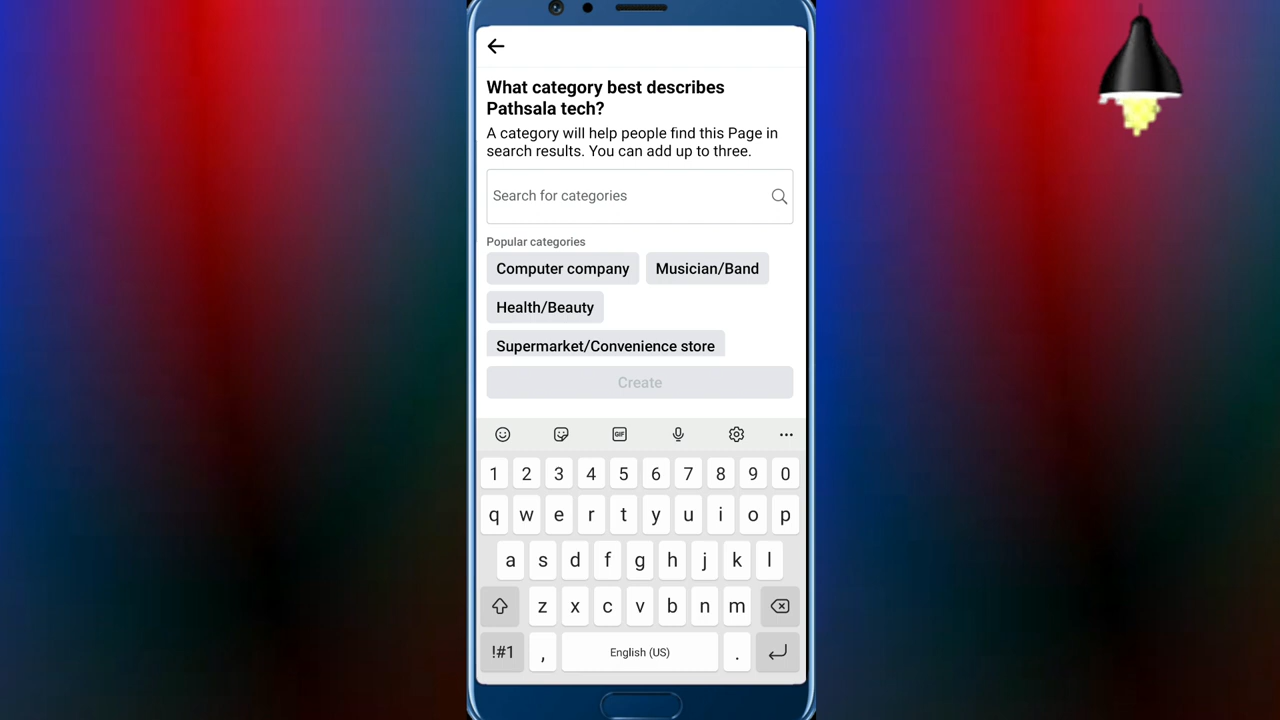 What category best describes
Pathsala tech?
A category will help people find this Page in
search results. You can add up to three.
Search for categories
Popular categories
Computer company Musician/Band
Health/Beauty
Supermarket/Convenience store
Create
GIF
1 2 3 4 5 6 7 8 9 0
q w e r t y u i o p
a s d f g h j k l
z x c v b n m
!#1 , English (US) .